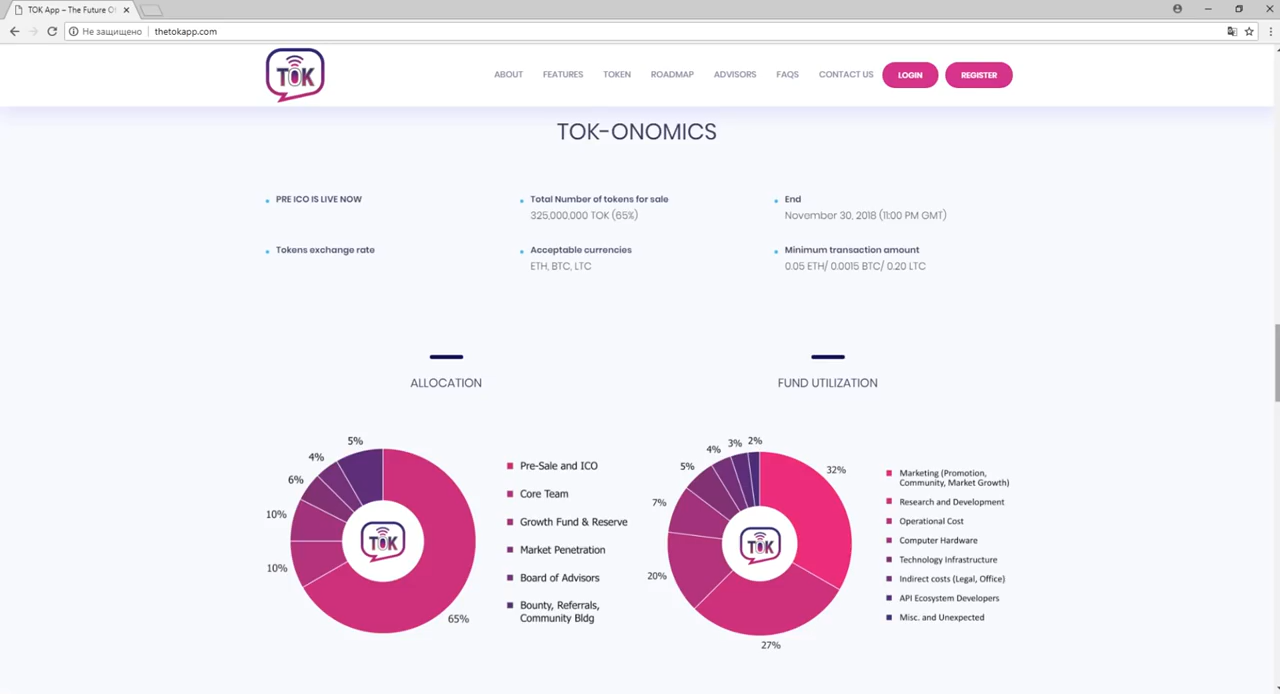 TOK App – The Future O
Не защищено
thetokapp.com
TOK
ABOUT
FEATURES
TOKEN
ROADMAP
ADVISORS
FAQS
CONTACT US
LOGIN
REGISTER
TOK-ONOMICS
PRE ICO IS LIVE NOW
Total Number of tokens for sale
325,000,000 TOK (65%)
End
November 30, 2018 (11:00 PM GMT)
Tokens exchange rate
Acceptable currencies
ETH, BTC, LTC
Minimum transaction amount
0.05 ETH/ 0.0015 BTC/ 0.20 LTC
ALLOCATION
5%
4%
6%
10%
10%
65%
TOK
Pre-Sale and ICO
Core Team
Growth Fund & Reserve
Market Penetration
Board of Advisors
Bounty, Referrals,
Community Bldg
FUND UTILIZATION
2%
3%
4%
5%
7%
20%
27%
32%
TOK
Marketing (Promotion,
Community, Market Growth)
Research and Development
Operational Cost
Computer Hardware
Technology Infrastructure
Indirect costs (Legal, Office)
API Ecosystem Developers
Misc. and Unexpected